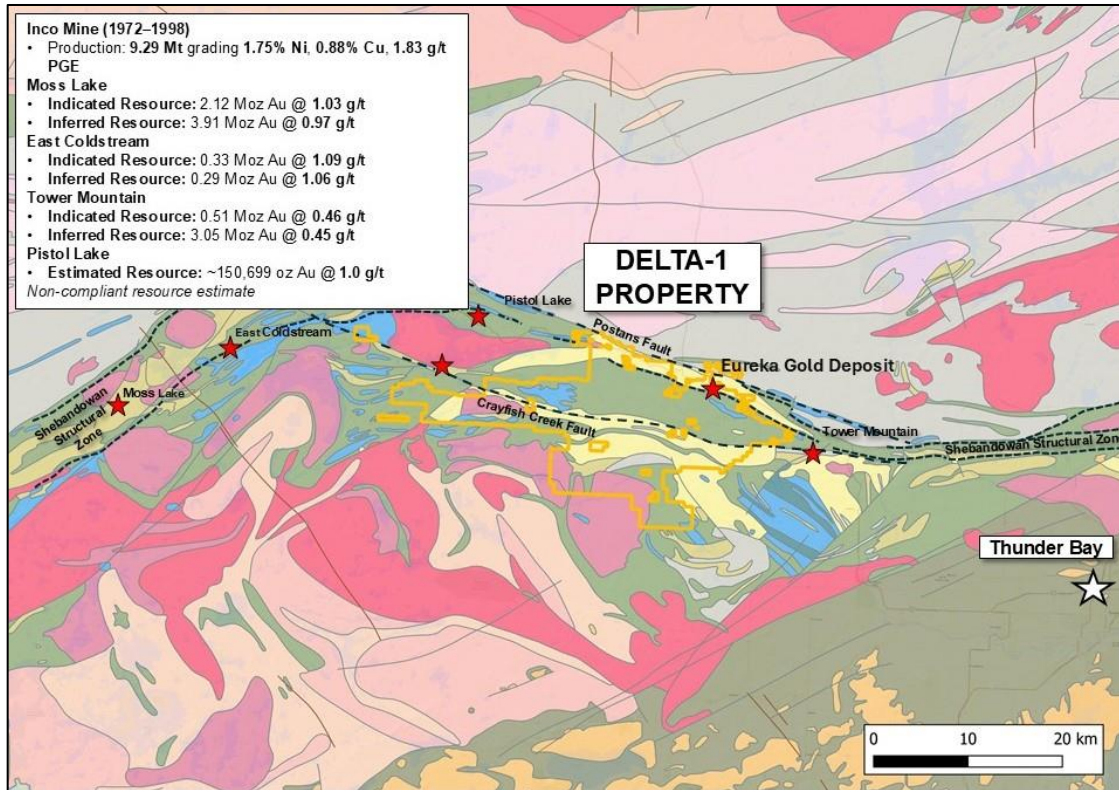 Inco Mine (1972–1998)
• Production: 9.29 Mt grading 1.75% Ni, 0.88% Cu, 1.83 g/t
PGE
Moss Lake
• Indicated Resource: 2.12 Moz Au @ 1.03 g/t
• Inferred Resource: 3.91 Moz Au @ 0.97 g/t
East Coldstream
• Indicated Resource: 0.33 Moz Au @ 1.09 g/t
• Inferred Resource: 0.29 Moz Au @ 1.06 g/t
Tower Mountain
• Indicated Resource: 0.51 Moz Au @ 0.46 g/t
• Inferred Resource: 3.05 Moz Au @ 0.45 g/t
Pistol Lake
• Estimated Resource: ~150,699 oz Au @ 1.0 g/t
Non-compliant resource estimate
DELTA-1
PROPERTY
Pistol Lake
East Coldstream
Postans Fault
Eureka Gold Deposit
Moss Lake
Shebandowan
Structural
Zone
Crayfish Creek Fault
Tower Mountain
Shebandowan Structural Zon
Thunder Bay
0 10 20 km